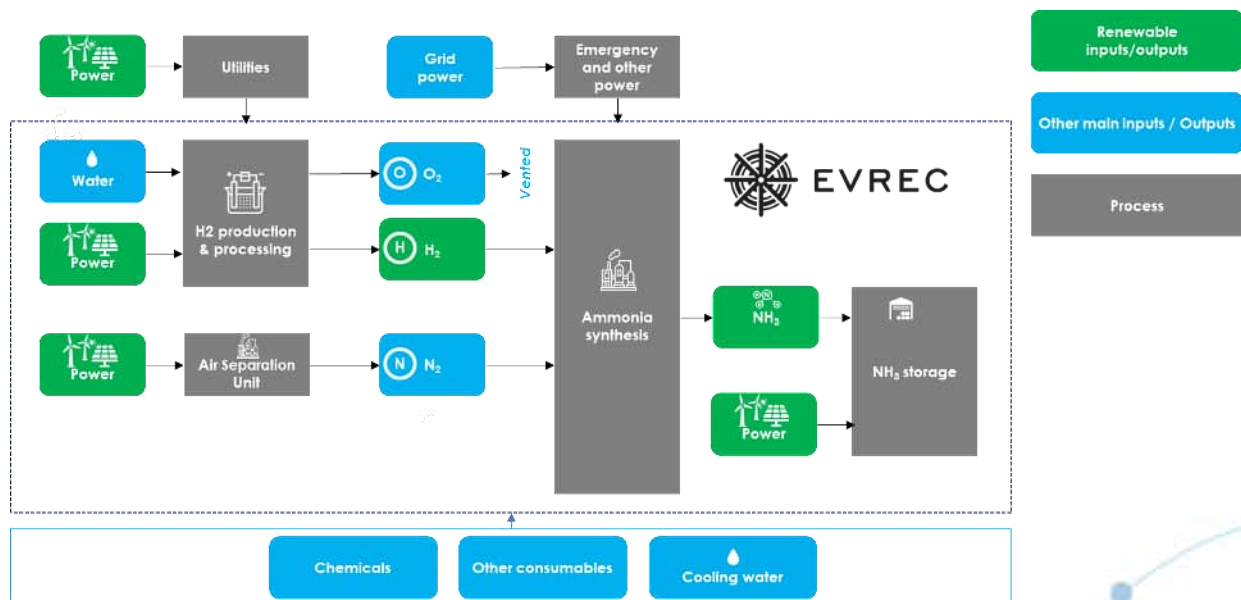 Power
Utilities
Grid
power
Emergency
and other
power
Renewable
inputs/outputs
Other main inputs / Outputs
Process
Water
H2 production
& processing
O O₂
Vented
EVREC
Power
H H₂
Ammonia
synthesis
NH₃
NH₃ storage
Power
Air Separation
Unit
N N₂
Power
Chemicals
Other consumables
Cooling water